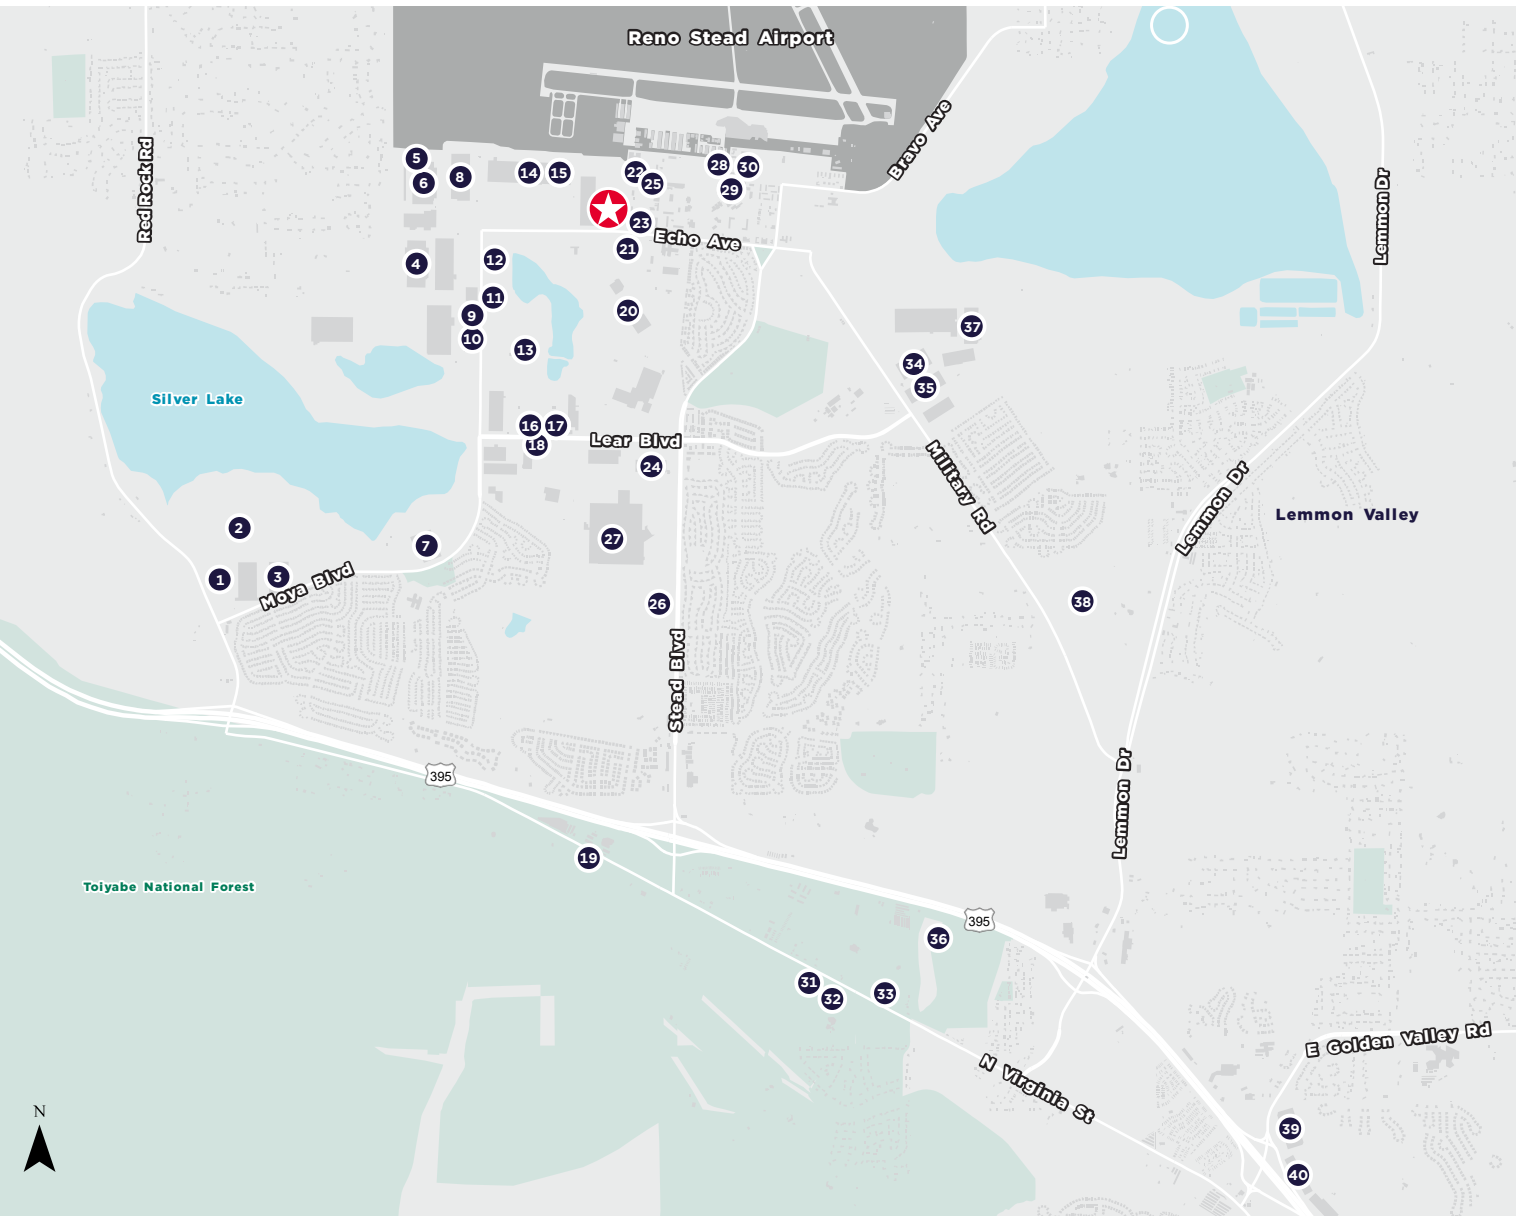 Reno Stead Airport
Bravo Ave
Red Rock Rd
Lemmon Dr
5
6
8
14
15
22
25
28
30
29
23
Echo Ave
21
12
4
11
9
10
20
13
37
34
35
Silver Lake
16
17
18
Lear Blvd
24
Military Rd
Lemmon Dr
Lemmon Valley
2
7
27
1
3
Moya Blvd
26
38
Stead Blvd
395
Lemmon Dr
19
Toiyabe National Forest
395
36
31
32
33
E Golden Valley Rd
N Virginia St
N
39
40